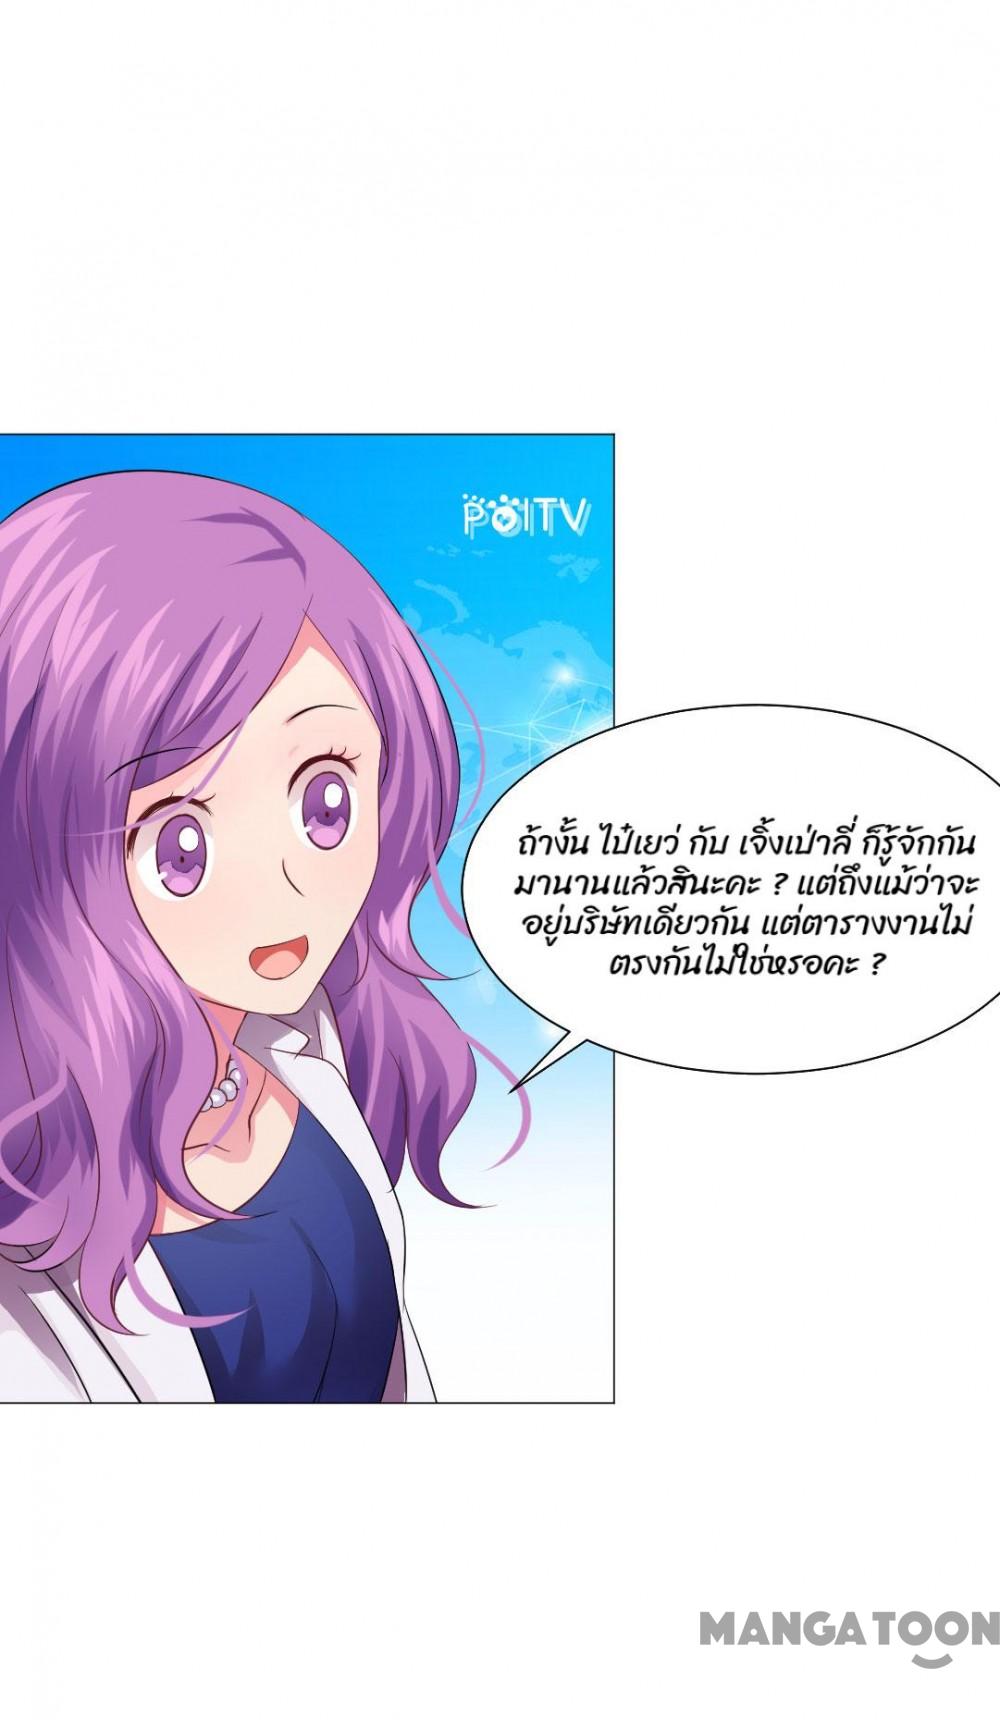 POITV
ถ้างั้น ไป๋เยว่ กับ เจิ้งเป่าลี่ ก็รู้จักกัน
มานานแล้วสินะคะ ? แต่ถึงแม้ว่าจะ
อยู่บริษัทเดียวกัน แต่ตารางงานไม่
ตรงกันไม่ใช่หรอคะ ?
MANGATOON